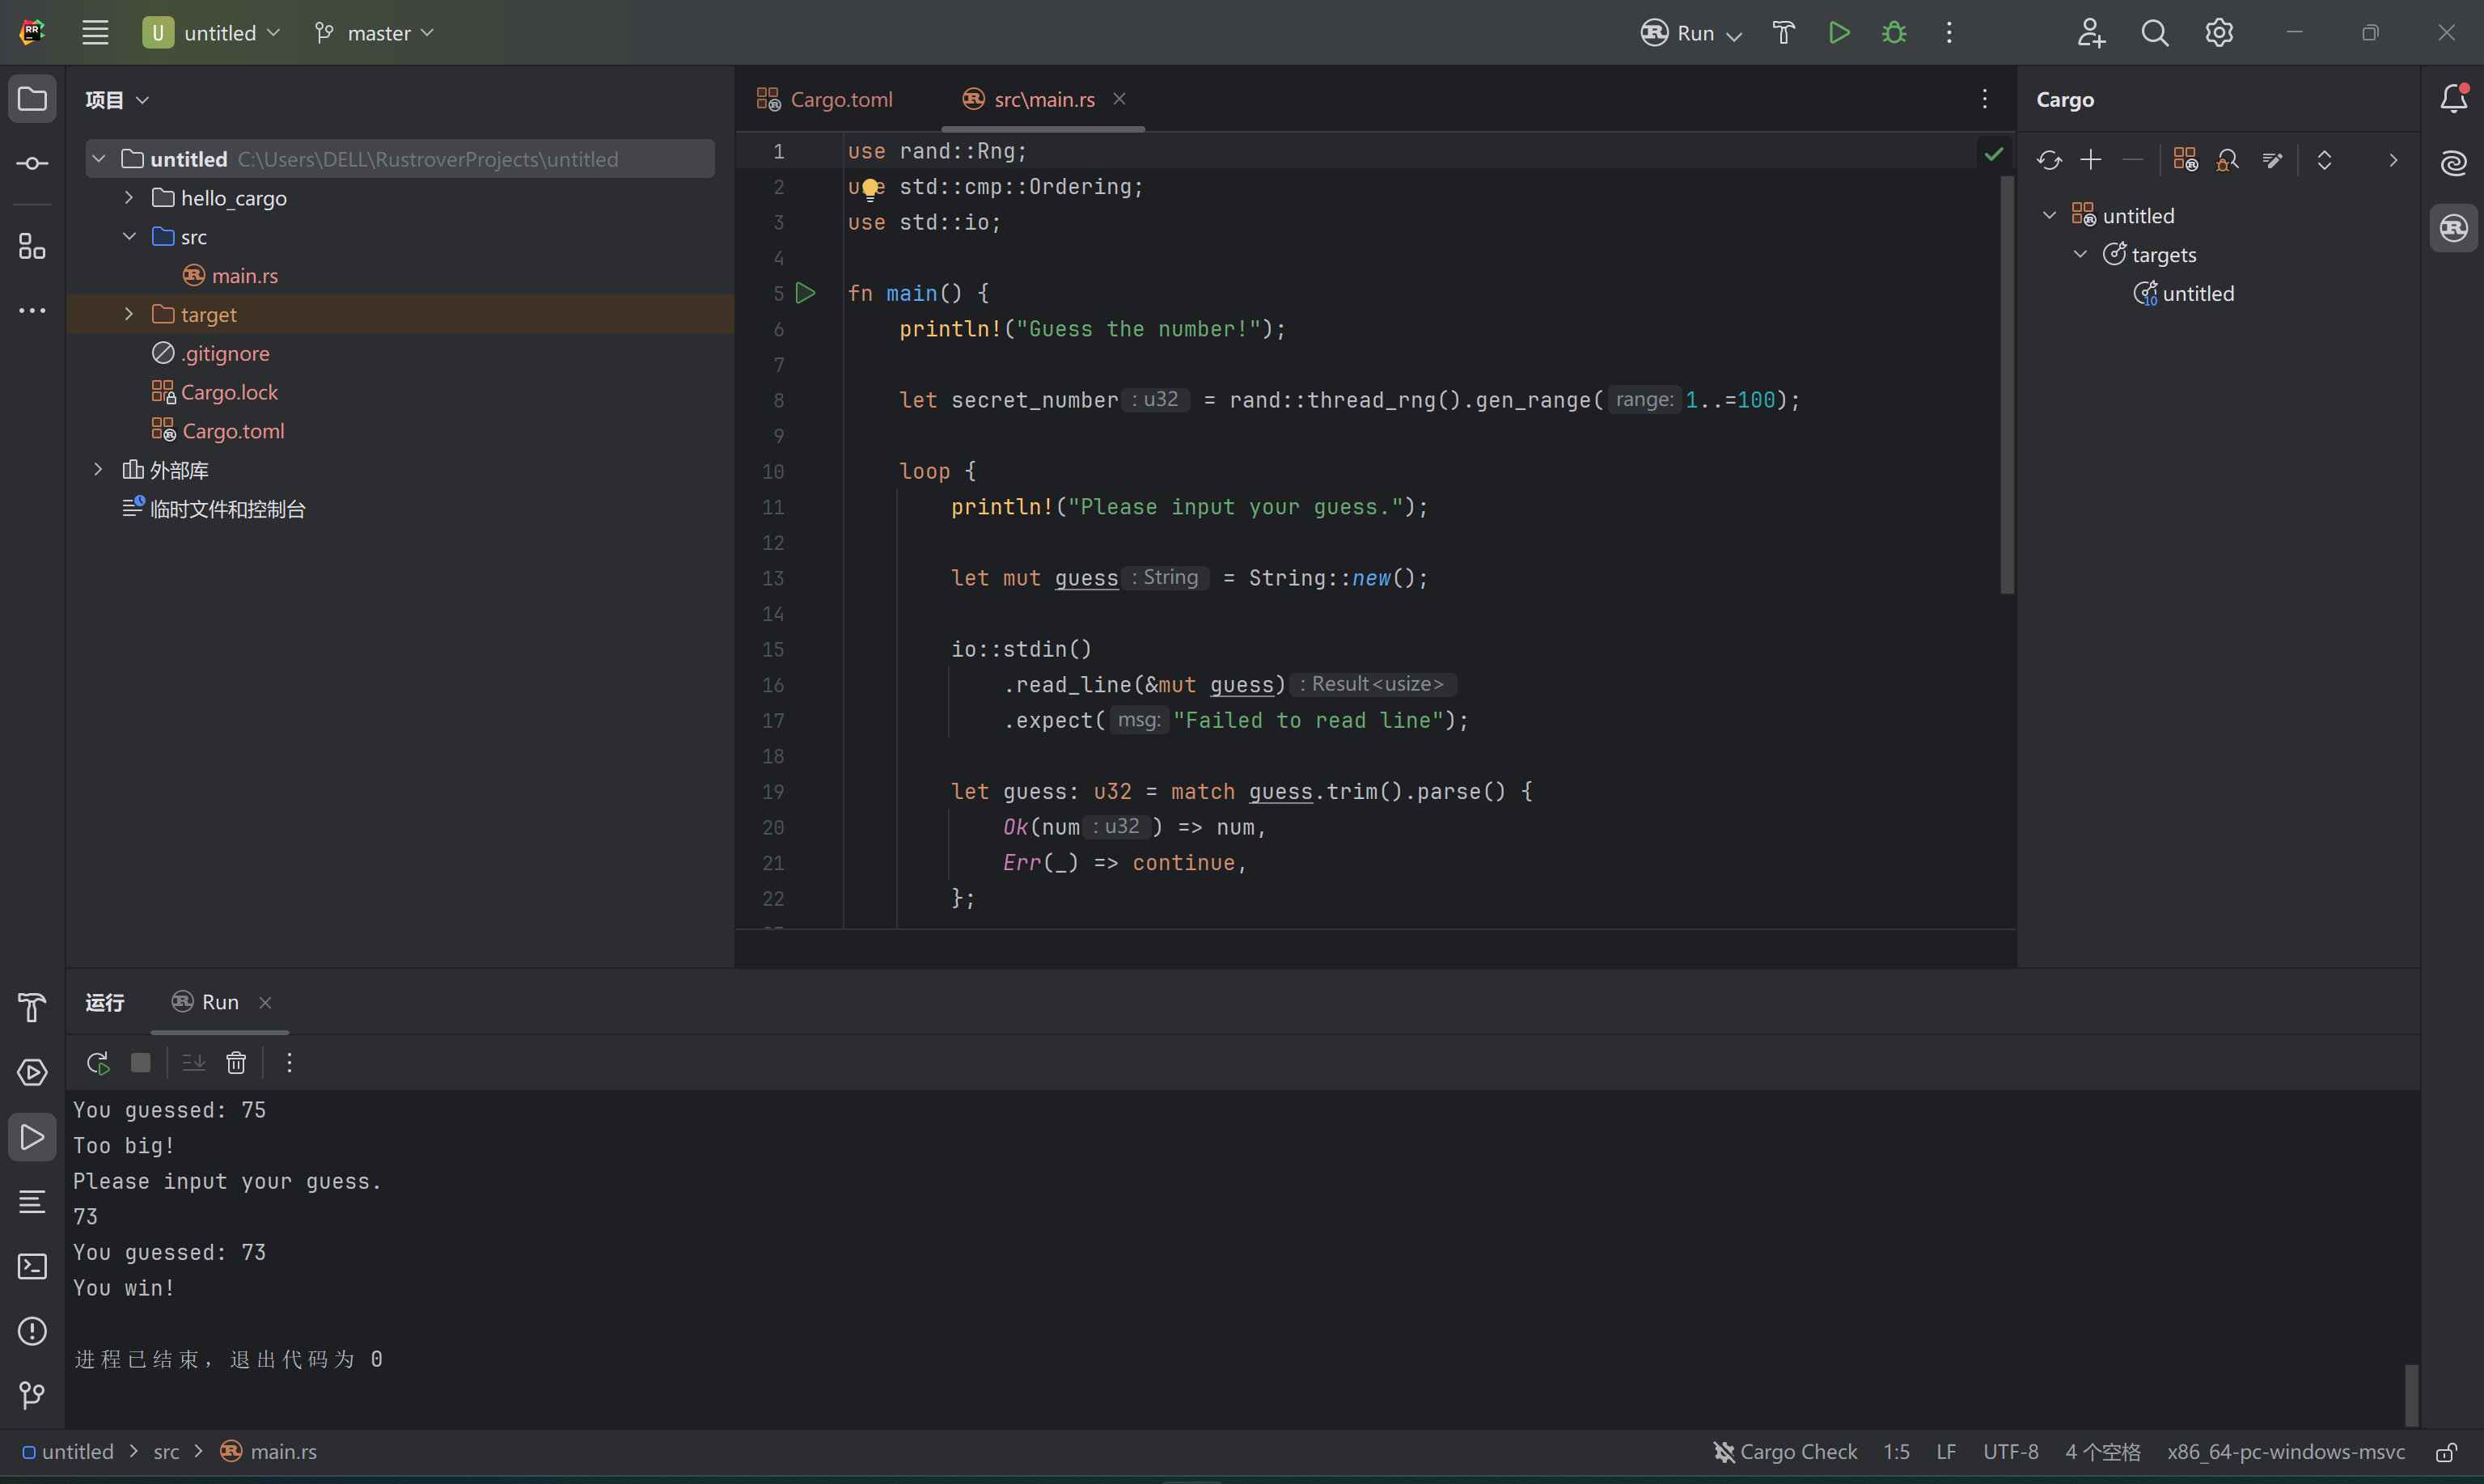 U untitled master Run
项目
untitled C:\Users\DELL\RustroverProjects\untitled
hello_cargo
src
main.rs
target
.gitignore
Cargo.lock
Cargo.toml
外部库
临时文件和控制台
Cargo.toml src\main.rs
1 use rand::Rng;
2 use std::cmp::Ordering;
3 use std::io;
4
5 fn main() {
6 println!("Guess the number!");
7
8 let secret_number : u32 = rand::thread_rng().gen_range( range: 1..=100);
9
10 loop {
11 println!("Please input your guess.");
12
13 let mut guess : String = String::new();
14
15 io::stdin()
16 .read_line(&mut guess) : Result<usize>
17 .expect( msg: "Failed to read line");
18
19 let guess: u32 = match guess.trim().parse() {
20 Ok(num : u32 ) => num,
21 Err(_) => continue,
22 };
Cargo
untitled
targets
untitled
运行 Run
You guessed: 75
Too big!
Please input your guess.
73
You guessed: 73
You win!
进程已结束，退出代码为 0
untitled src main.rs
Cargo Check 1:5 LF UTF-8 4 个空格 x86_64-pc-windows-msvc